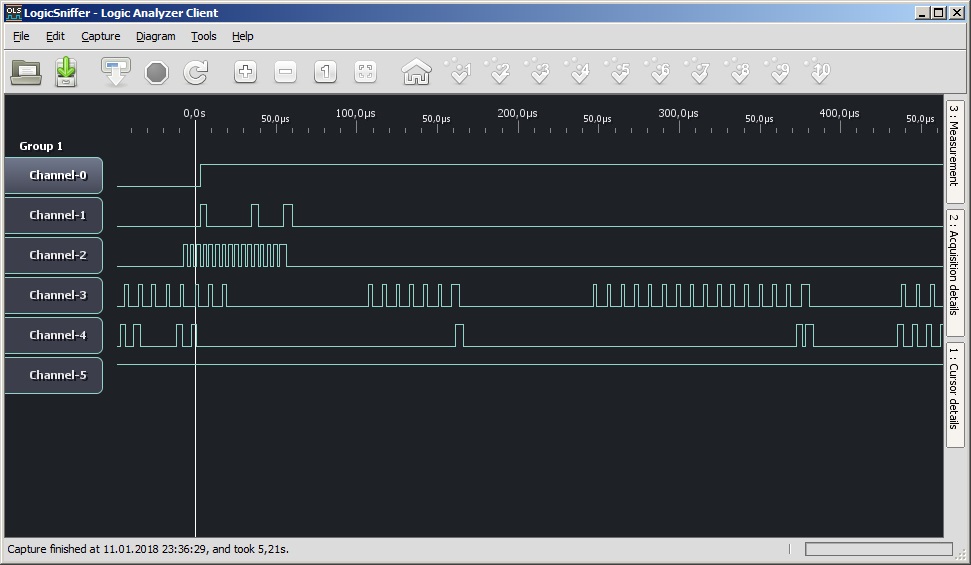 OLS LogicSniffer - Logic Analyzer Client
File Edit Capture Diagram Tools Help
1 1 2 3 4 5 6 7 8 9 10
0,0s 100,0µs 200,0µs 300,0µs 400,0µs
50,0µs 50,0µs 50,0µs 50,0µs 50,0µs
Group 1
Channel-0
Channel-1
Channel-2
Channel-3
Channel-4
Channel-5
3 : Measurement
2 : Acquisition details
1 : Cursor details
Capture finished at 11.01.2018 23:36:29, and took 5,21s.